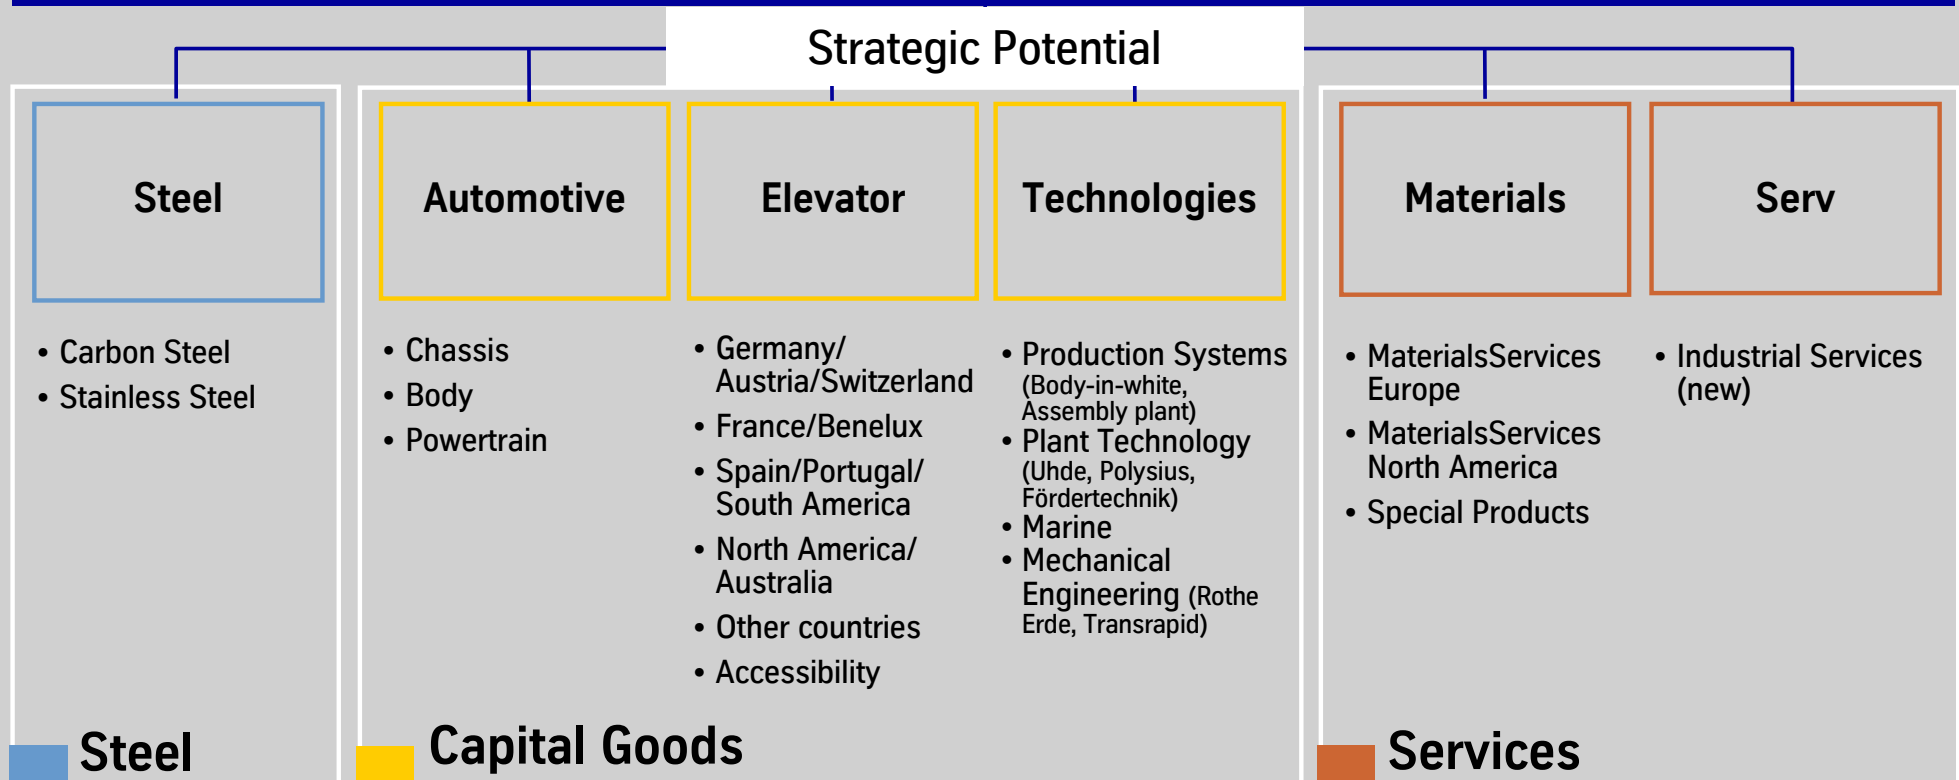 Strategic Potential
Steel
Automotive
Elevator
Technologies
Materials
Serv
• Carbon Steel
• Stainless Steel
• Chassis
• Body
• Powertrain
• Germany/
Austria/Switzerland
• France/Benelux
• Spain/Portugal/
South America
• North America/
Australia
• Other countries
• Accessibility
• Production Systems
(Body-in-white,
Assembly plant)
• Plant Technology
(Uhde, Polysius,
Fördertechnik)
• Marine
• Mechanical
Engineering (Rothe
Erde, Transrapid)
• MaterialsServices
Europe
• MaterialsServices
North America
• Special Products
• Industrial Services
(new)
Steel
Capital Goods
Services